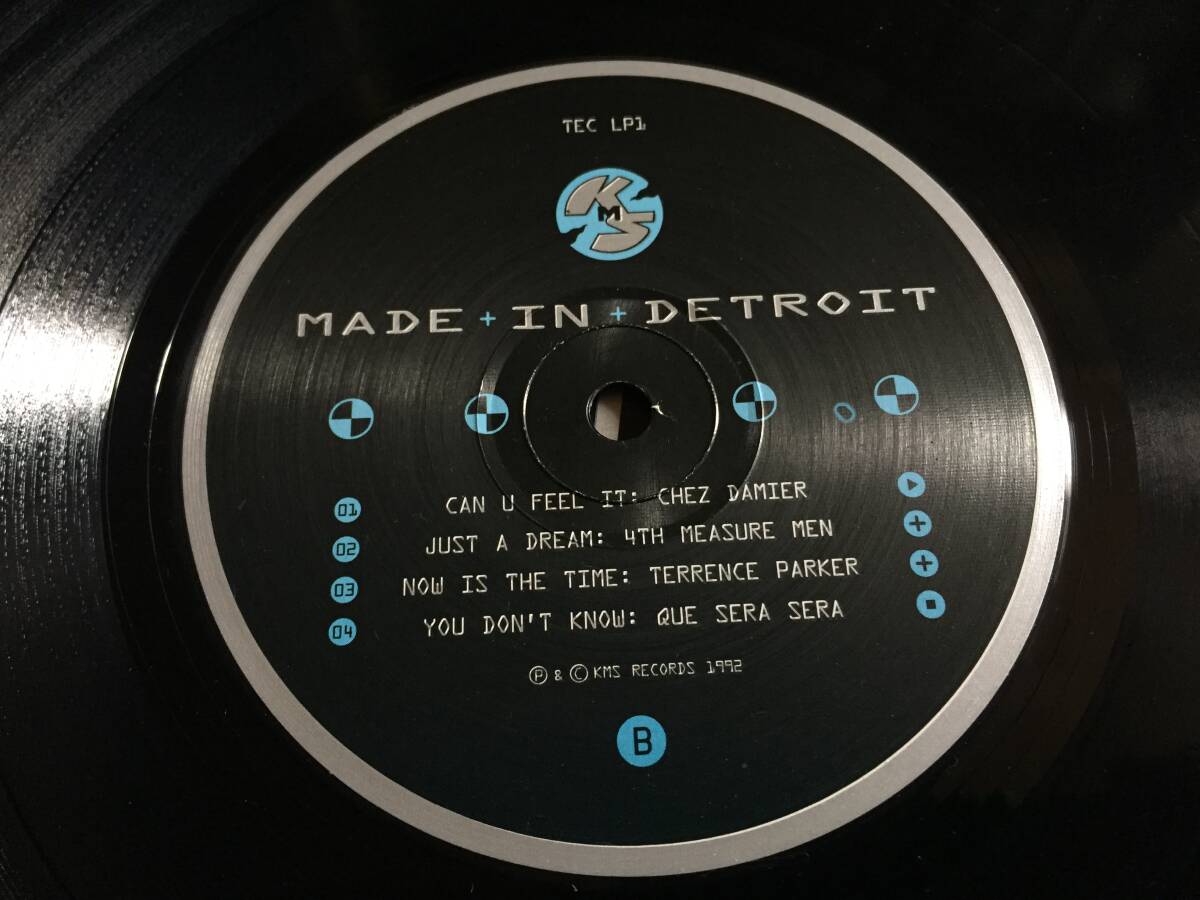 TEC LP1
KMS
MADE + IN + DETROIT
01 CAN U FEEL IT: CHEZ DAMIER
02 JUST A DREAM: 4TH MEASURE MEN
03 NOW IS THE TIME: TERRENCE PARKER
04 YOU DON'T KNOW: QUE SERA SERA
Ⓟ & © KMS RECORDS 1992
B